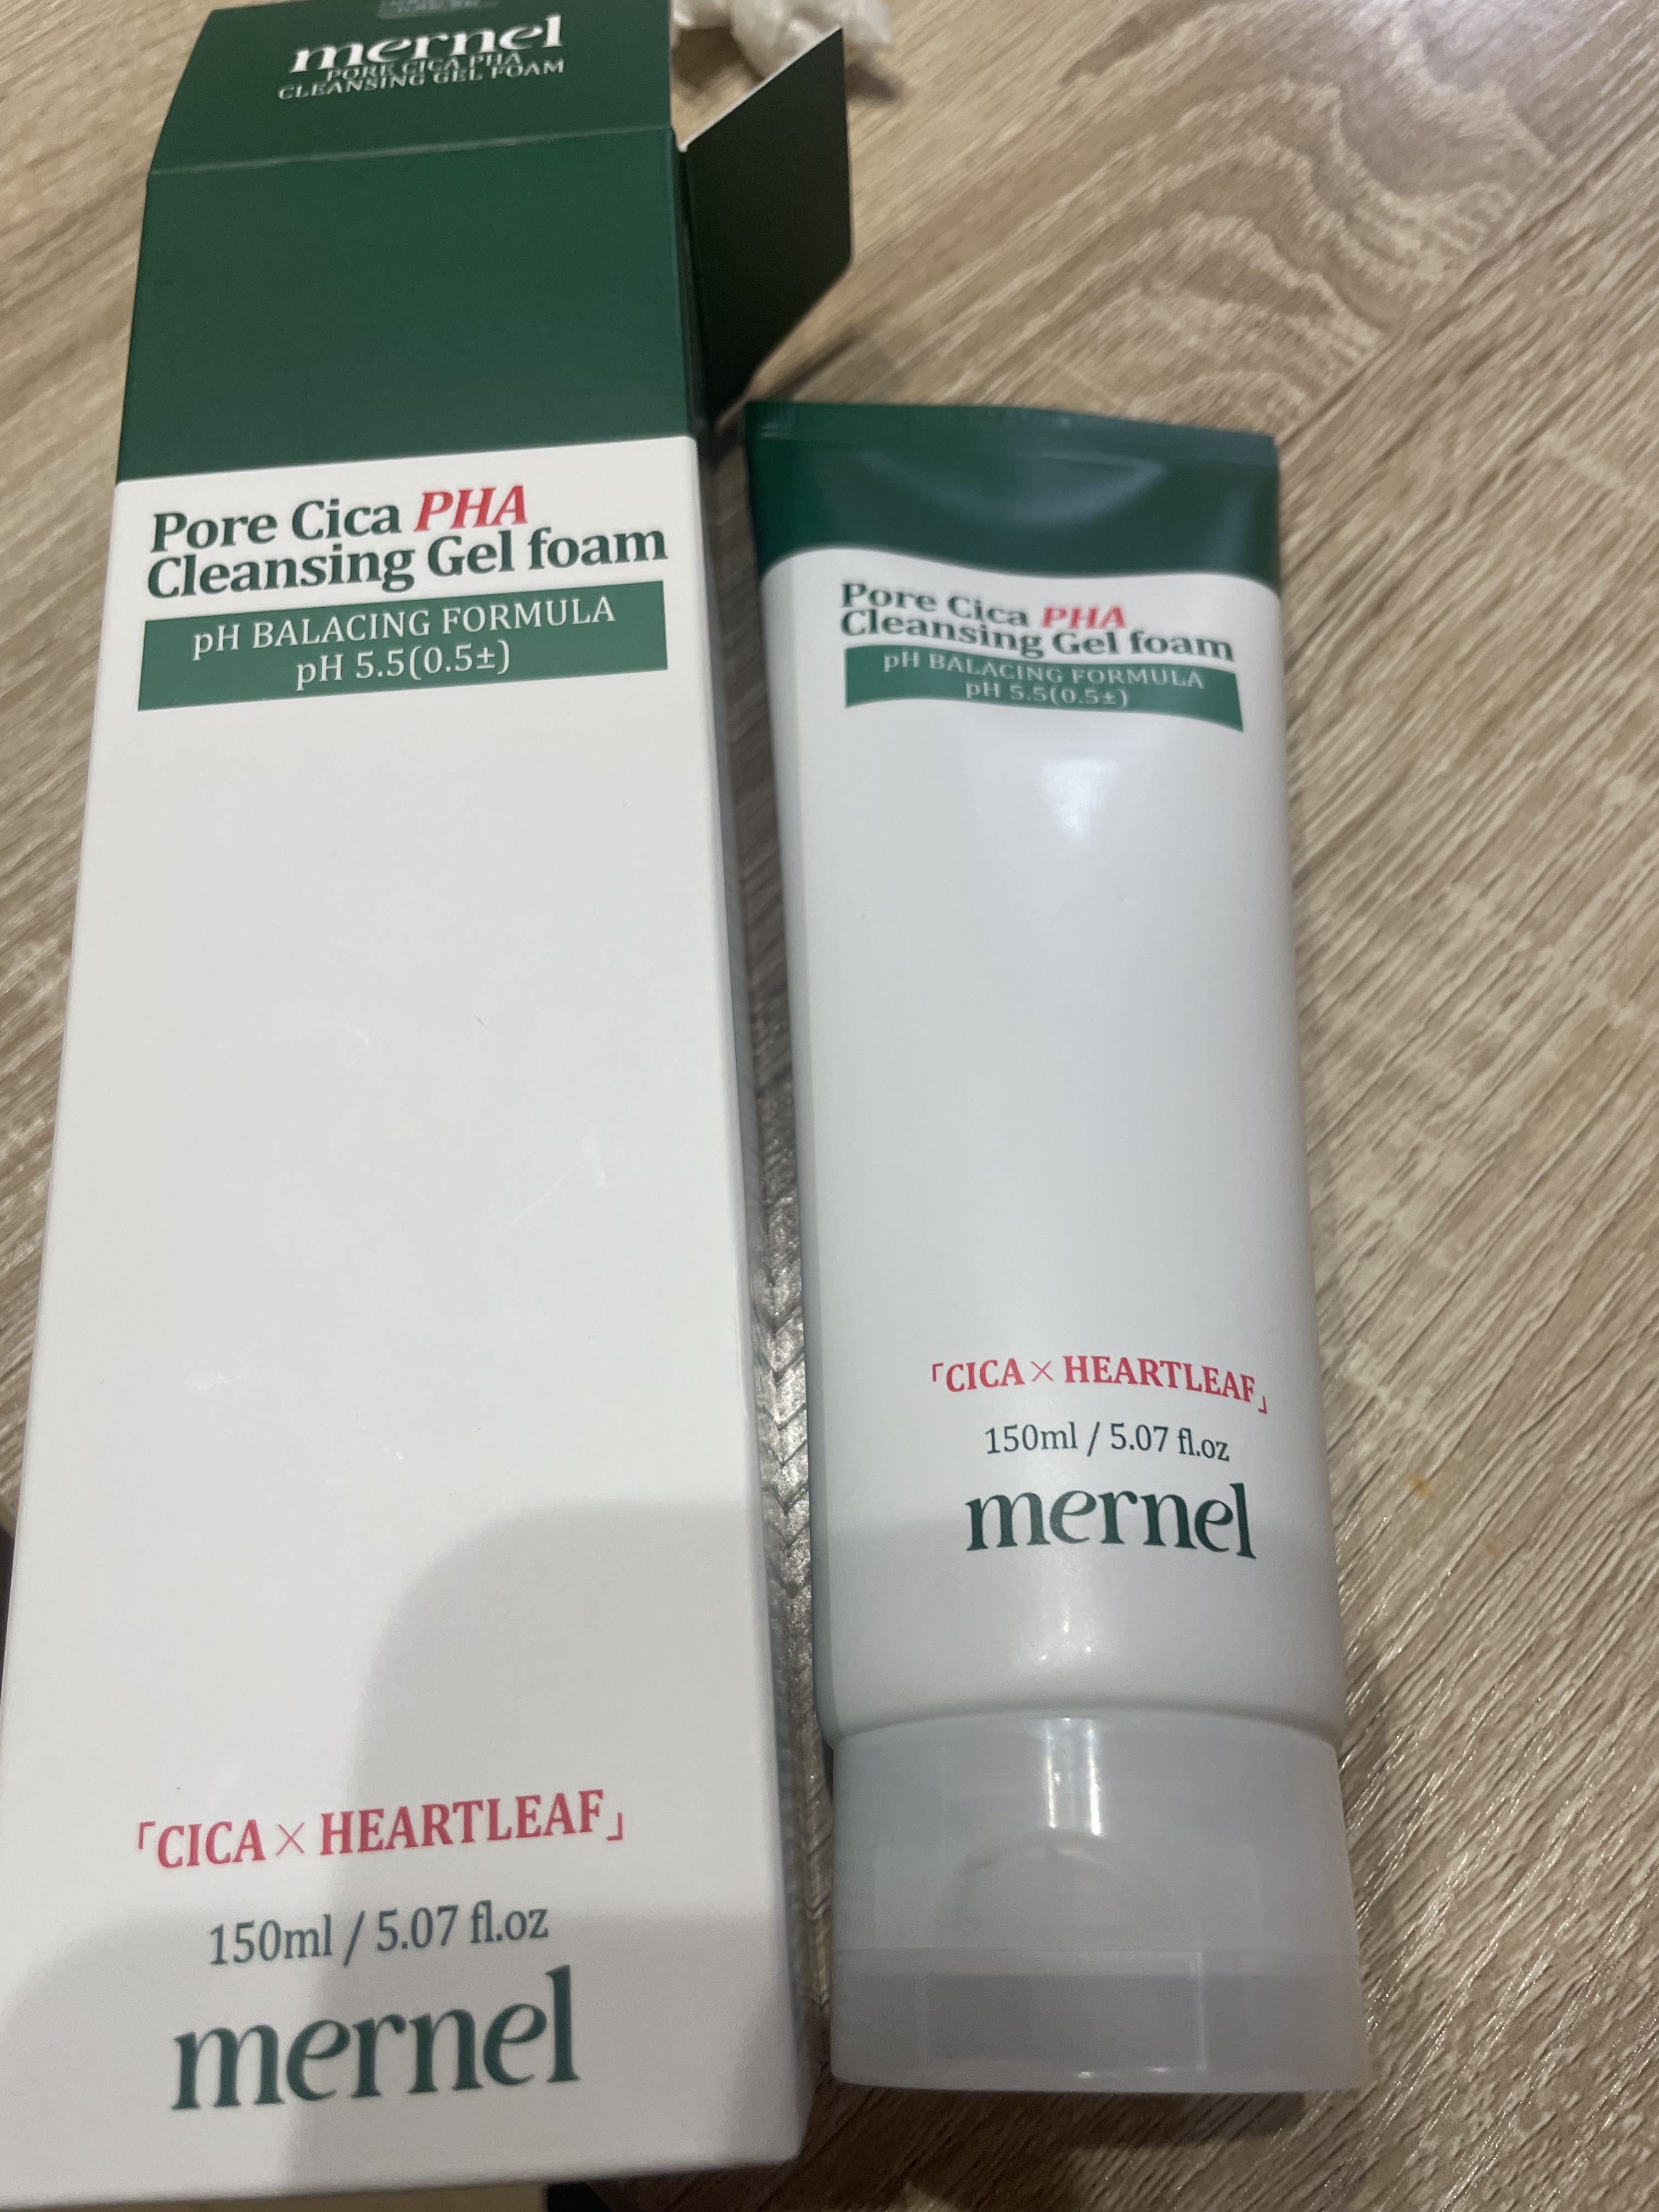 mernel
PORE CICA PHA
CLEANSING GEL FOAM
Pore Cica PHA
Cleansing Gel foam
pH BALACING FORMULA
pH 5.5(0.5±)
「CICA × HEARTLEAF」
150ml / 5.07 fl.oz
mernel
Pore Cica PHA
Cleansing Gel foam
pH BALACING FORMULA
pH 5.5(0.5±)
「CICA × HEARTLEAF」
150ml / 5.07 fl.oz
mernel